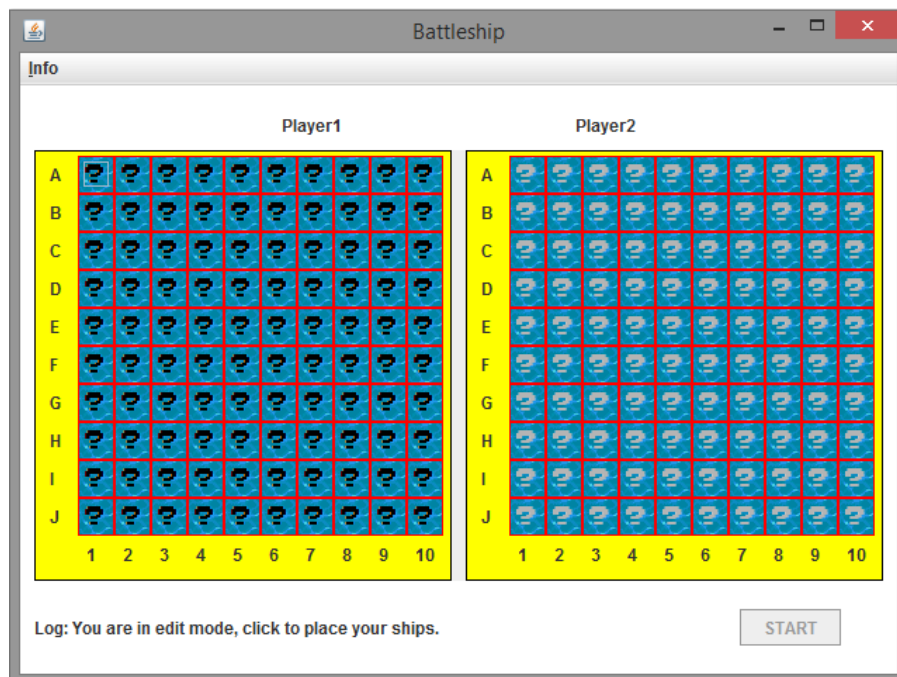 Battleship
Info
Player1 Player2
A ? ? ? ? ? ? ? ? ? ? A ? ? ? ? ? ? ? ? ? ?
B ? ? ? ? ? ? ? ? ? ? B ? ? ? ? ? ? ? ? ? ?
C ? ? ? ? ? ? ? ? ? ? C ? ? ? ? ? ? ? ? ? ?
D ? ? ? ? ? ? ? ? ? ? D ? ? ? ? ? ? ? ? ? ?
E ? ? ? ? ? ? ? ? ? ? E ? ? ? ? ? ? ? ? ? ?
F ? ? ? ? ? ? ? ? ? ? F ? ? ? ? ? ? ? ? ? ?
G ? ? ? ? ? ? ? ? ? ? G ? ? ? ? ? ? ? ? ? ?
H ? ? ? ? ? ? ? ? ? ? H ? ? ? ? ? ? ? ? ? ?
I ? ? ? ? ? ? ? ? ? ? I ? ? ? ? ? ? ? ? ? ?
J ? ? ? ? ? ? ? ? ? ? J ? ? ? ? ? ? ? ? ? ?
1 2 3 4 5 6 7 8 9 10 1 2 3 4 5 6 7 8 9 10
Log: You are in edit mode, click to place your ships. START